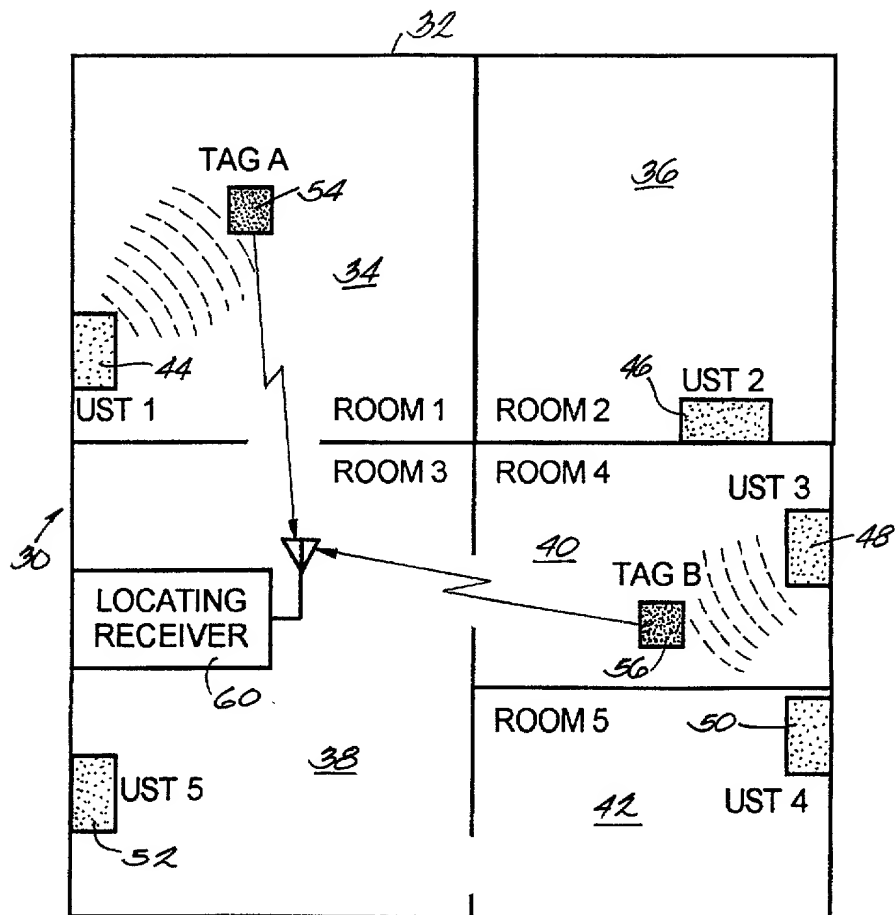 32
TAG A
54
36
34
44
UST 1
ROOM 1
46
UST 2
ROOM 2
ROOM 3
ROOM 4
UST 3
48
30
40
TAG B
56
LOCATING
RECEIVER
60
ROOM 5
50
38
UST 5
52
42
UST 4